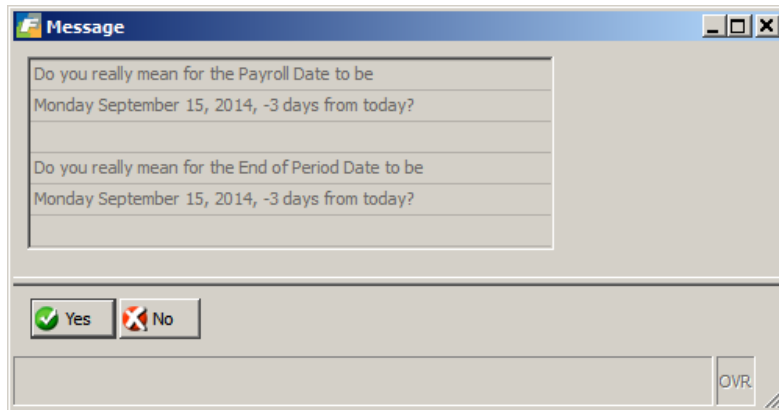 Message
Do you really mean for the Payroll Date to be
Monday September 15, 2014, -3 days from today?
Do you really mean for the End of Period Date to be
Monday September 15, 2014, -3 days from today?
Yes No
OVR